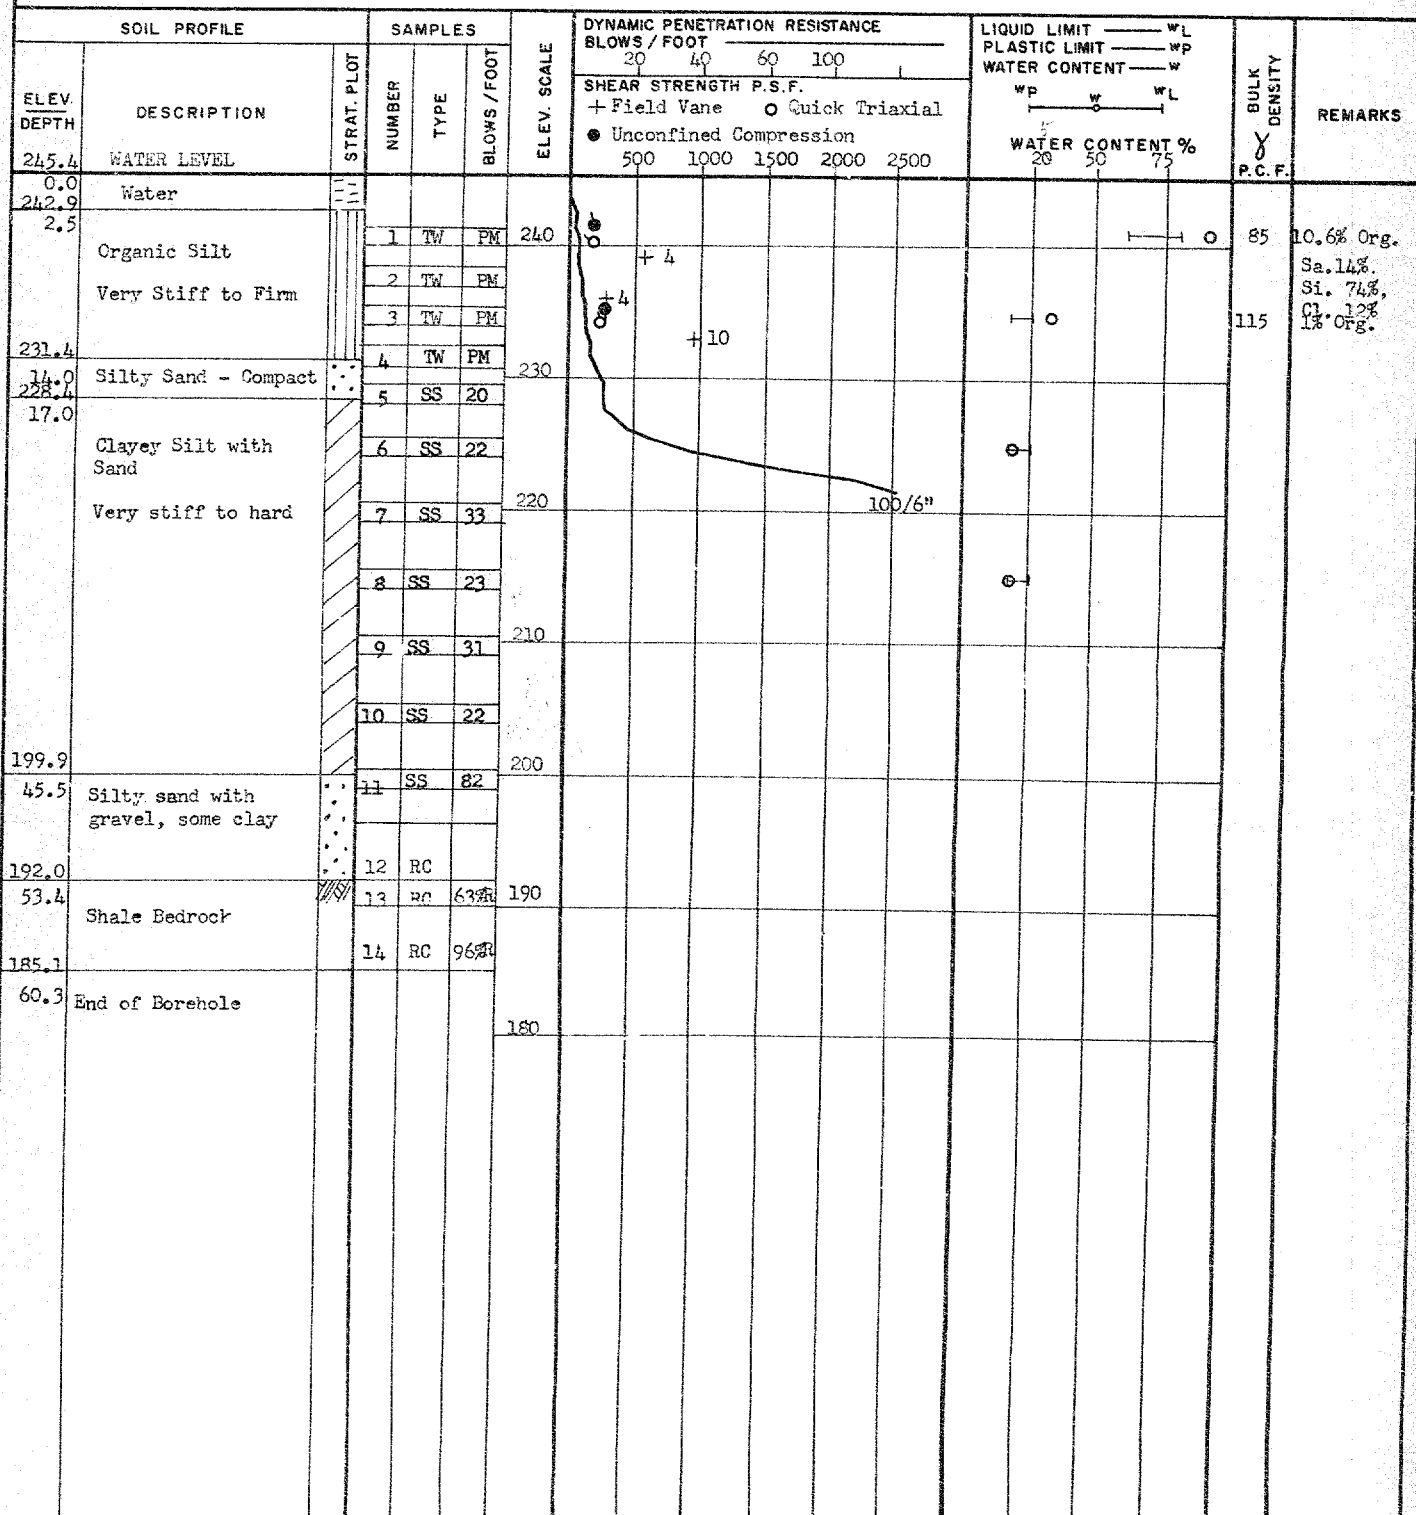 SOIL PROFILE
SAMPLES
ELEV.
DEPTH
DESCRIPTION
STRAT. PLOT
NUMBER
TYPE
BLOWS / FOOT
ELEV. SCALE
DYNAMIC PENETRATION RESISTANCE
BLOWS / FOOT
20 40 60 100
SHEAR STRENGTH P.S.F.
+ Field Vane o Quick Triaxial
● Unconfined Compression
500 1000 1500 2000 2500
LIQUID LIMIT —— wL
PLASTIC LIMIT —— wP
WATER CONTENT —— w
wP w wL
WATER CONTENT %
20 50 75
BULK DENSITY
γ
P.C.F.
REMARKS
245.4 WATER LEVEL
0.0 Water
242.9
2.5
Organic Silt
Very Stiff to Firm
1 TW PM 240
85 10.6% Org.
+ 4
Sa.14%.
2 TW PM
Si. 74%,
+4
Cl. 12%
3 TW PM
115 1% Org.
+ 10
231.4
4 TW PM
14.0 Silty Sand - Compact
230
228.4
5 SS 20
17.0
Clayey Silt with
Sand
6 SS 22
Very stiff to hard
220
100/6"
7 SS 33
8 SS 23
210
9 SS 31
10 SS 22
199.9
200
11 SS 82
45.5 Silty sand with
gravel, some clay
192.0
12 RC
53.4
13 RC 63%R 190
Shale Bedrock
14 RC 96%R
185.1
60.3 End of Borehole
180